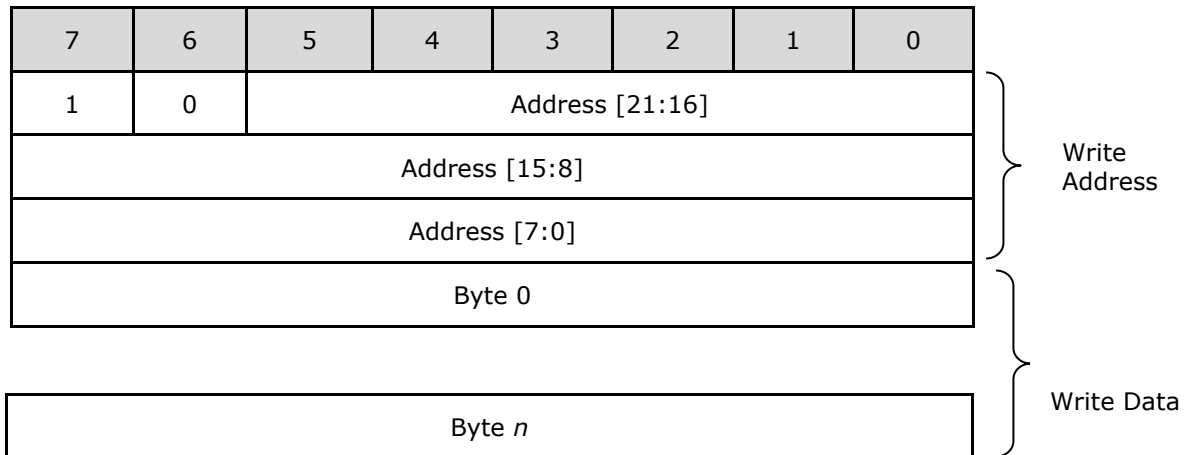 7 6 5 4 3 2 1 0
1 0 Address [21:16]
Write
Address [15:8]
Address
Address [7:0]
Byte 0
Write Data
Byte n